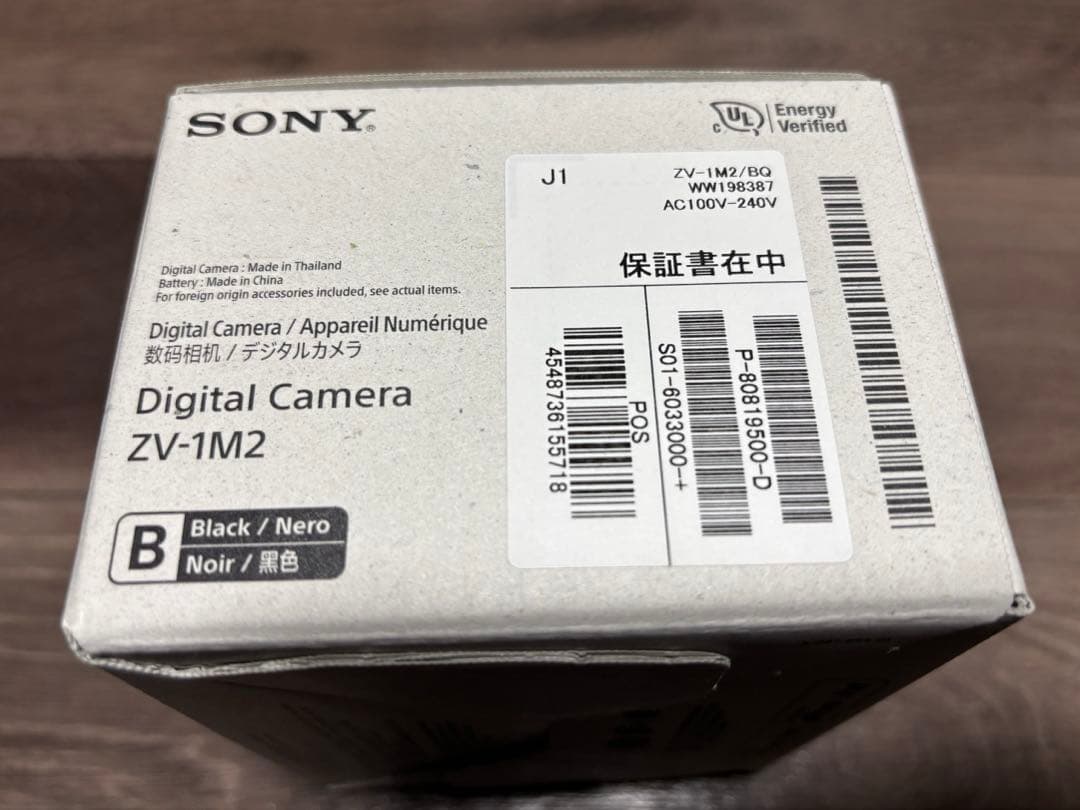 SONY®
C UL Energy Verified
J1
ZV-1M2/BQ
WW198387
AC100V-240V
保証書在中
Digital Camera : Made in Thailand
Battery : Made in China
For foreign origin accessories included, see actual items.
Digital Camera / Appareil Numérique
数码相机 / デジタルカメラ
Digital Camera
ZV-1M2
B
Black / Nero
Noir / 黑色
4548736155718
POS
S01-6033000-+
P-80819500-D